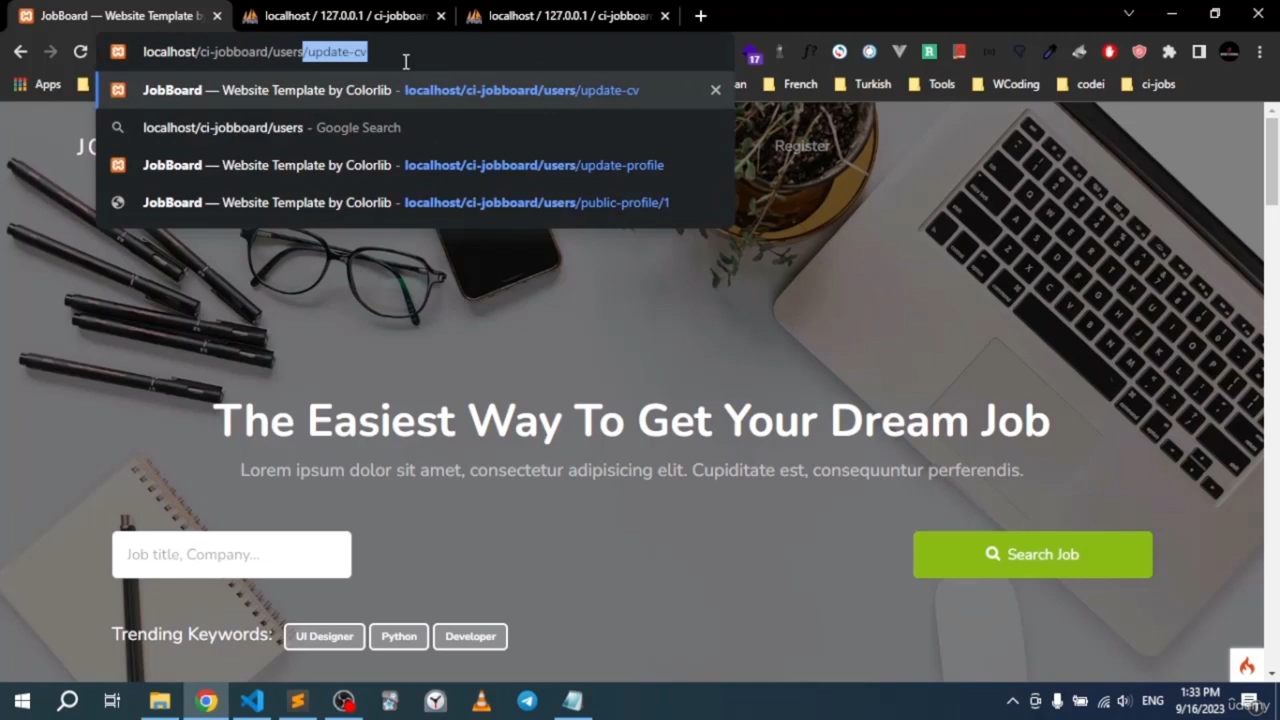 JobBoard — Website Template b
localhost / 127.0.0.1 / ci-jobboar
localhost / 127.0.0.1 / ci-jobboar
localhost/ci-jobboard/users/update-cv
17
Apps
French
Turkish
Tools
WCoding
codei
ci-jobs
JobBoard — Website Template by Colorlib - localhost/ci-jobboard/users/update-cv
localhost/ci-jobboard/users - Google Search
JobBoard — Website Template by Colorlib - localhost/ci-jobboard/users/update-profile
JobBoard — Website Template by Colorlib - localhost/ci-jobboard/users/public-profile/1
Register
The Easiest Way To Get Your Dream Job
Lorem ipsum dolor sit amet, consectetur adipisicing elit. Cupiditate est, consequuntur perferendis.
Job title, Company...
Search Job
Trending Keywords: UI Designer Python Developer
ENG
1:33 PM
9/16/2023
udemy